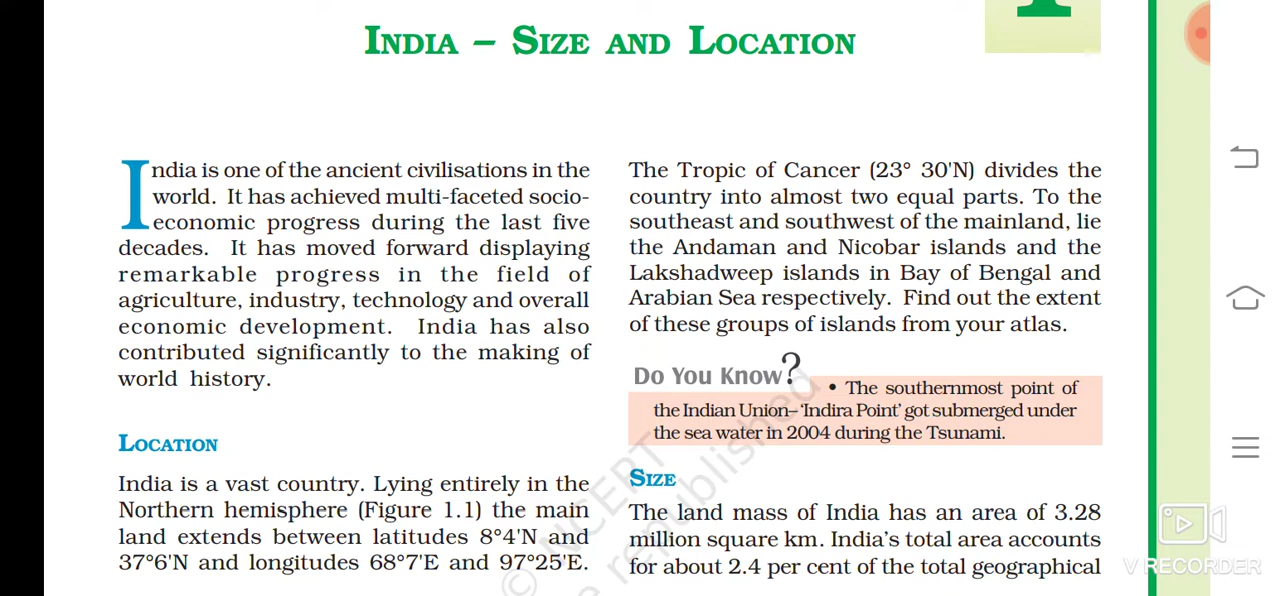 INDIA – SIZE AND LOCATION
India is one of the ancient civilisations in the
world. It has achieved multi-faceted socio-
economic progress during the last five
decades. It has moved forward displaying
remarkable progress in the field of
agriculture, industry, technology and overall
economic development. India has also
contributed significantly to the making of
world history.
LOCATION
India is a vast country. Lying entirely in the
Northern hemisphere (Figure 1.1) the main
land extends between latitudes 8°4'N and
37°6'N and longitudes 68°7'E and 97°25'E.
The Tropic of Cancer (23° 30'N) divides the
country into almost two equal parts. To the
southeast and southwest of the mainland, lie
the Andaman and Nicobar islands and the
Lakshadweep islands in Bay of Bengal and
Arabian Sea respectively. Find out the extent
of these groups of islands from your atlas.
Do You Know?
• The southernmost point of
the Indian Union– 'Indira Point' got submerged under
the sea water in 2004 during the Tsunami.
SIZE
The land mass of India has an area of 3.28
million square km. India's total area accounts
for about 2.4 per cent of the total geographical
© NCERT
be republished
V RECORDER